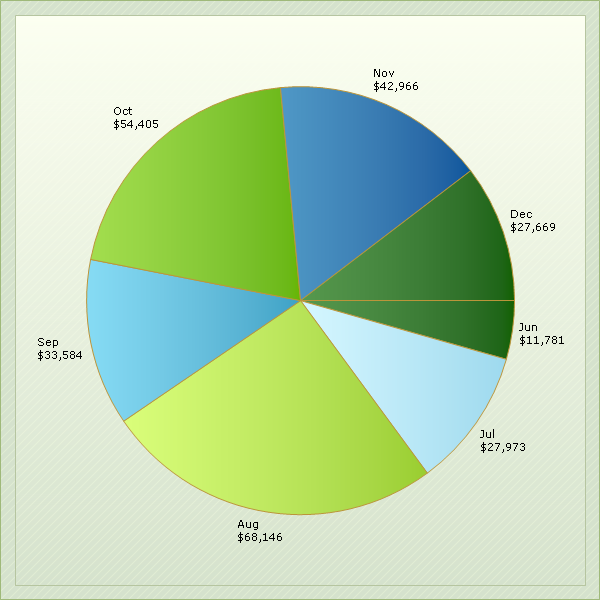 Nov
$42,966
Oct
$54,405
Dec
$27,669
Jun
$11,781
Sep
$33,584
Jul
$27,973
Aug
$68,146